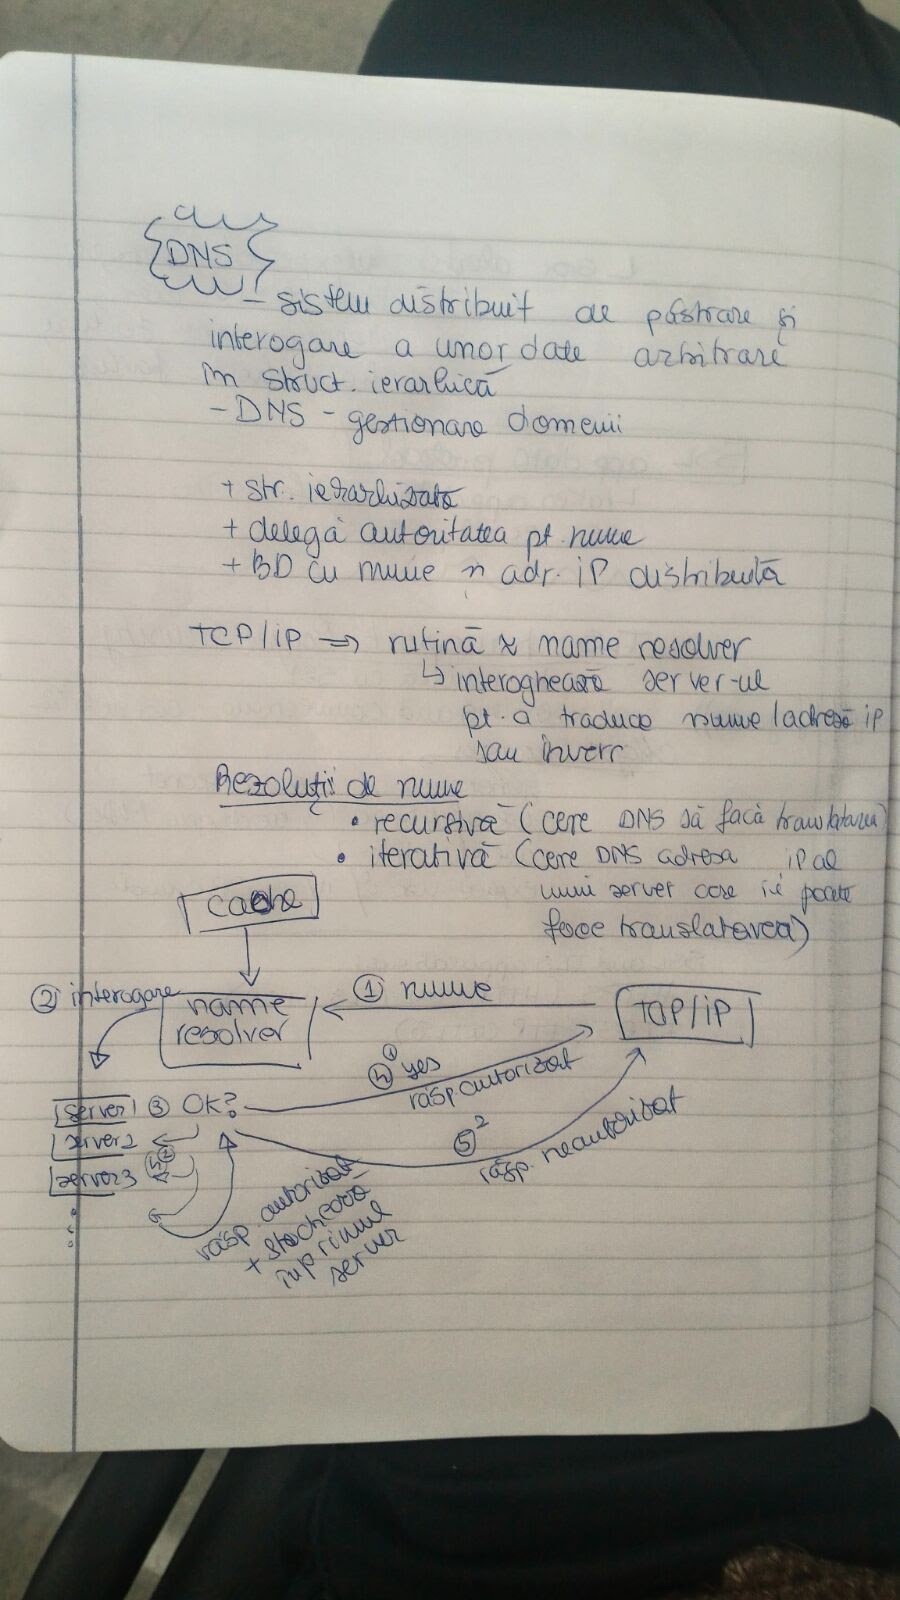 DNS
- sistem distribuit de păstrare și
interogare a unor date arbitrare
în struct. ierarhică
- DNS - gestionare domenii
+ str. ierarhizată
+ delegă autoritatea pt. nume
+ BD cu nume și adr. iP distribuită
TCP/iP => rutină name resolver
↳ interoghează server-ul
pt. a traduce nume/adresă iP
sau invers
Rezoluții de nume
• recursivă (cere DNS să facă translatarea)
• iterativă (cere DNS adresa iP al
unui server care îi poate
face translatarea)
cache
② interogare
name
resolver
① nume
TCP/iP
④¹ yes
răsp autorizat
server1 ③ OK?
server2
④②
server3
⑤²
răsp. neautorizat
răsp. autorizat
+ stochează
în primul
server